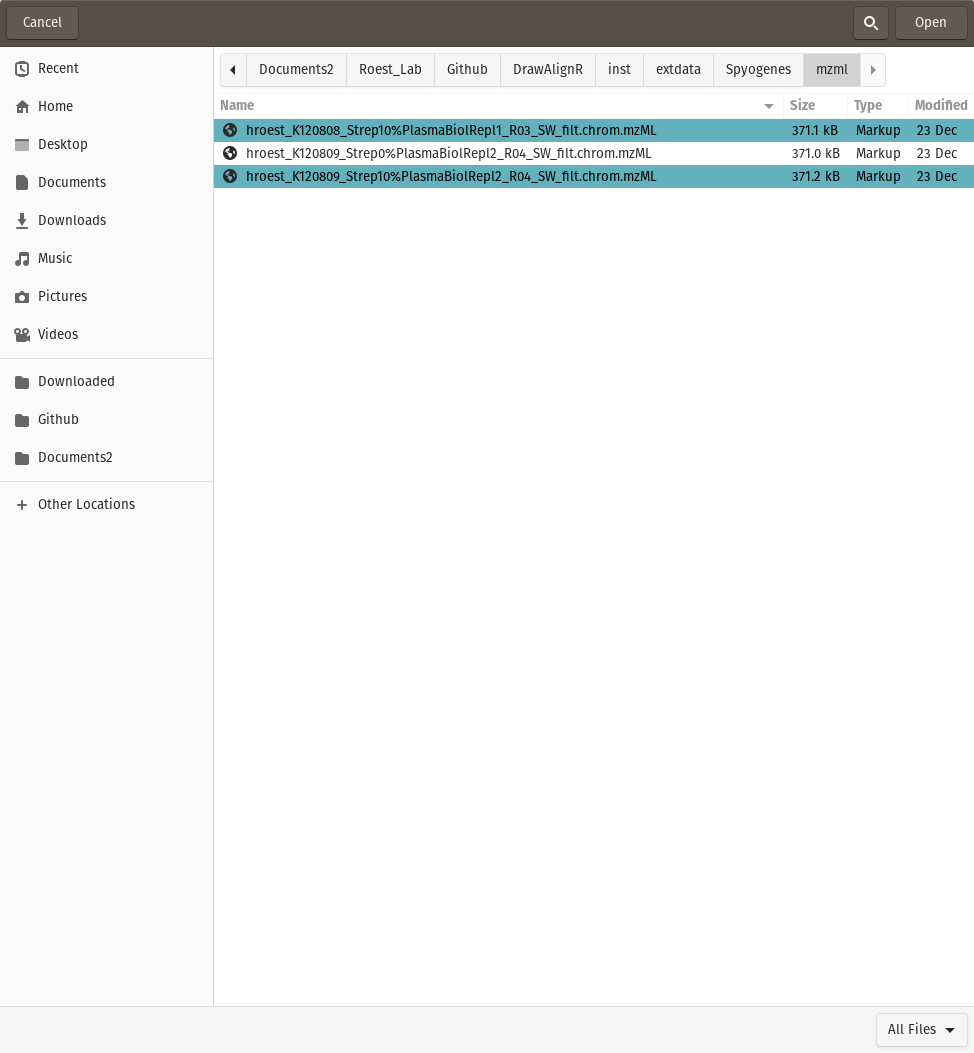 Cancel
Open
Recent
Home
Desktop
Documents
Downloads
Music
Pictures
Videos
Downloaded
Github
Documents2
Other Locations
Documents2 Roest_Lab Github DrawAlignR inst extdata Spyogenes mzml
Name Size Type Modified
hroest_K120808_Strep10%PlasmaBiolRepl1_R03_SW_filt.chrom.mzML 371.1 kB Markup 23 Dec
hroest_K120809_Strep0%PlasmaBiolRepl2_R04_SW_filt.chrom.mzML 371.0 kB Markup 23 Dec
hroest_K120809_Strep10%PlasmaBiolRepl2_R04_SW_filt.chrom.mzML 371.2 kB Markup 23 Dec
All Files